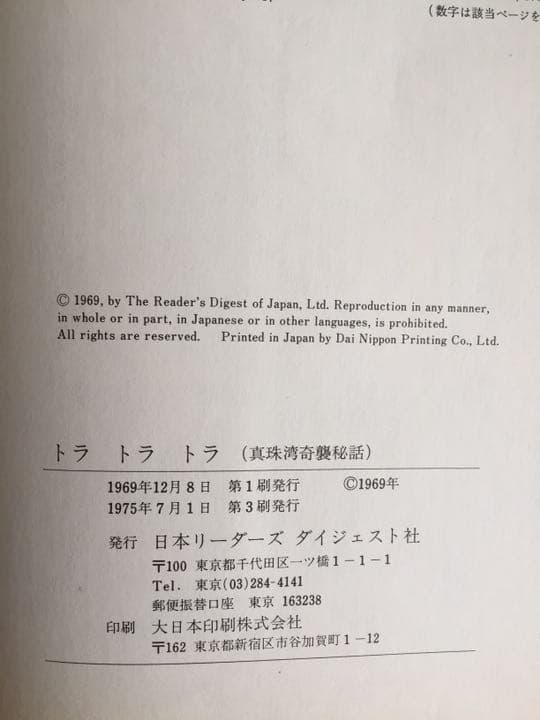 (数字は該当ページを
© 1969, by The Reader's Digest of Japan, Ltd. Reproduction in any manner,
in whole or in part, in Japanese or in other languages, is prohibited.
All rights are reserved. Printed in Japan by Dai Nippon Printing Co., Ltd.
トラ トラ トラ (真珠湾奇襲秘話)
1969年12月8日 第1刷発行 ©1969年
1975年7月1日 第3刷発行
発行 日本リーダーズ ダイジェスト社
〒100 東京都千代田区一ツ橋1-1-1
Tel. 東京(03)284-4141
郵便振替口座 東京 163238
印刷 大日本印刷株式会社
〒162 東京都新宿区市谷加賀町1-12